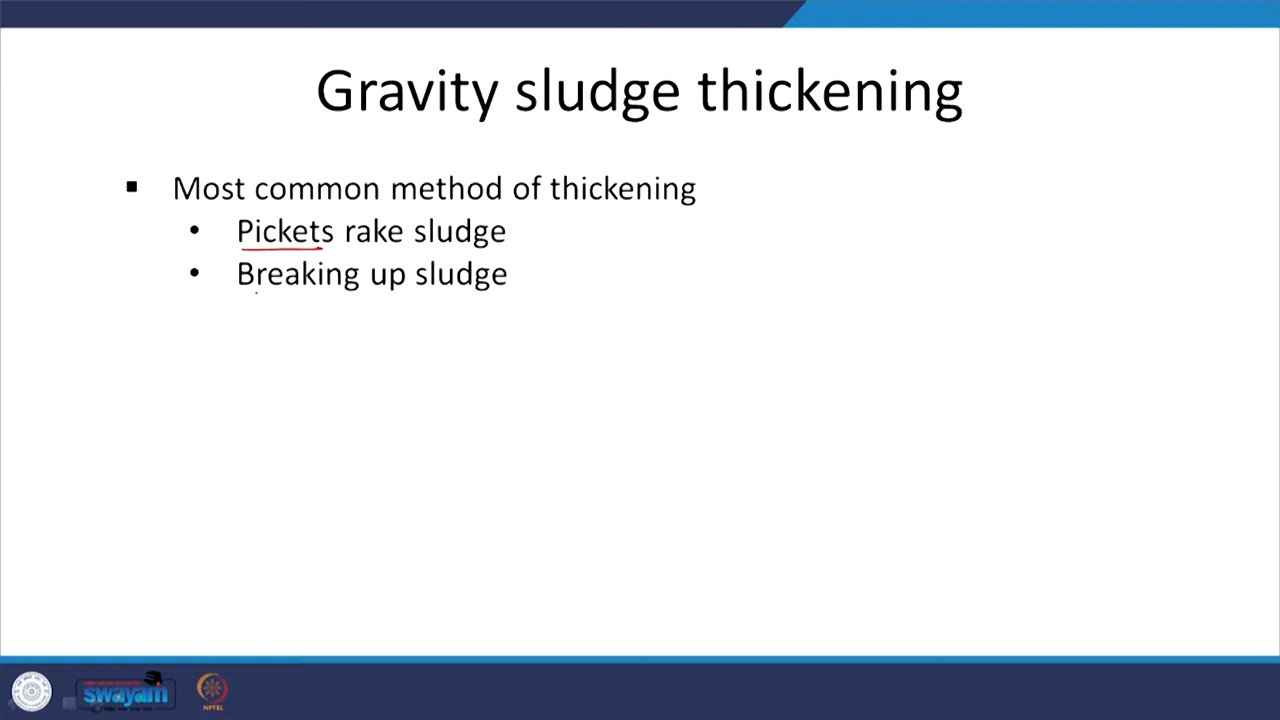 Gravity sludge thickening
▪ Most common method of thickening
• Pickets rake sludge
• Breaking up sludge
swayam
NPTEL